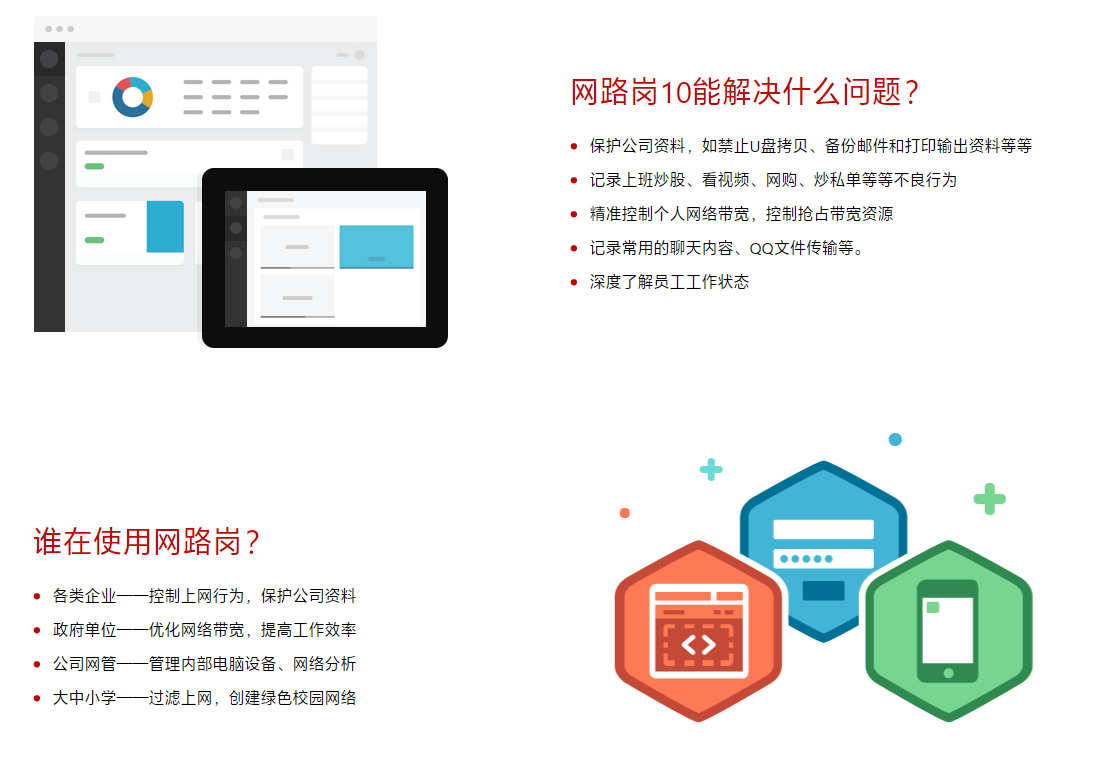 网路岗10能解决什么问题？
保护公司资料，如禁止U盘拷贝、备份邮件和打印输出资料等等
记录上班炒股、看视频、网购、炒私单等等不良行为
精准控制个人网络带宽，控制抢占带宽资源
记录常用的聊天内容、QQ文件传输等。
深度了解员工工作状态
谁在使用网路岗？
各类企业——控制上网行为，保护公司资料
政府单位——优化网络带宽，提高工作效率
公司网管——管理内部电脑设备、网络分析
大中小学——过滤上网，创建绿色校园网络